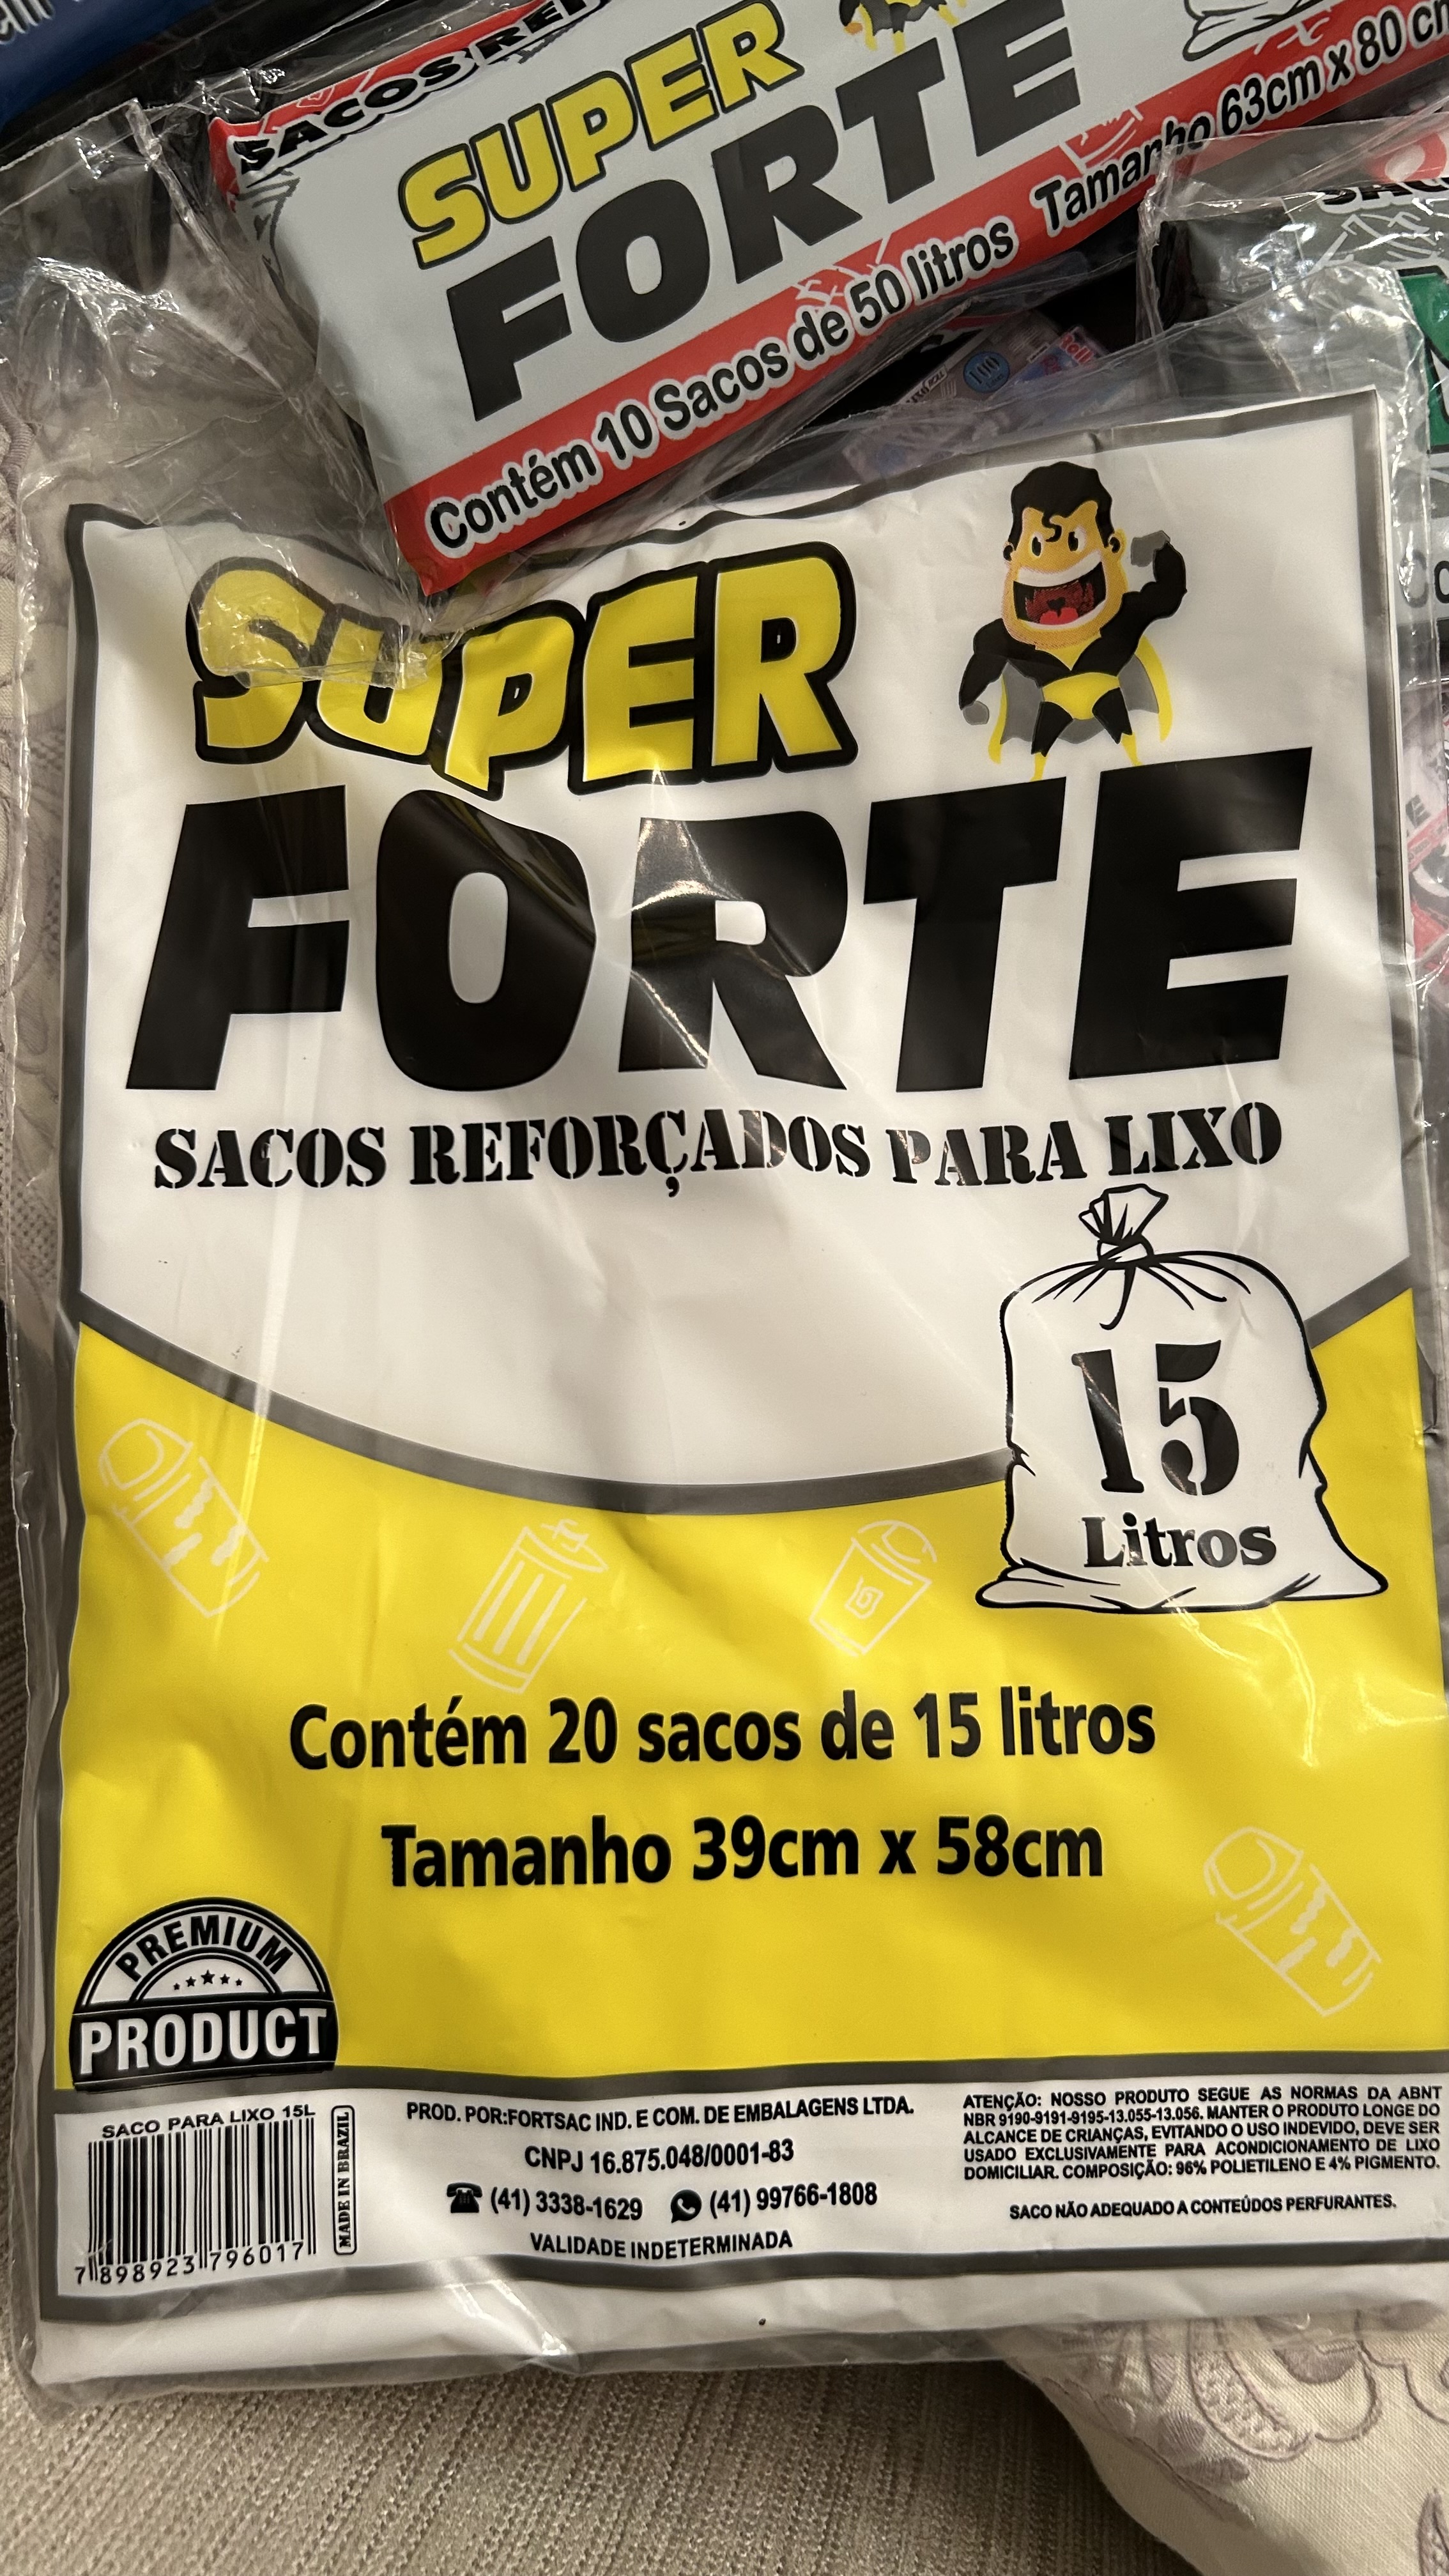 SACOS
SUPER
FORTE
Contém 10 Sacos de 50 litros Tamanho 63cm x 80
100
SUPER
FORTE
SACOS REFORÇADOS PARA LIXO
15
Litros
Contém 20 sacos de 15 litros
Tamanho 39cm x 58cm
PREMIUM
PRODUCT
SACO PARA LIXO 15L
7 898923 796017
MADE IN BRAZIL
PROD. POR:FORTSAC IND. E COM. DE EMBALAGENS LTDA.
CNPJ 16.875.048/0001-83
(41) 3338-1629 (41) 99766-1808
VALIDADE INDETERMINADA
ATENÇÃO: NOSSO PRODUTO SEGUE AS NORMAS DA ABNT
NBR 9190-9191-9195-13.055-13.056. MANTER O PRODUTO LONGE DO
ALCANCE DE CRIANÇAS, EVITANDO O USO INDEVIDO, DEVE SER
USADO EXCLUSIVAMENTE PARA ACONDICIONAMENTO DE LIXO
DOMICILIAR. COMPOSIÇÃO: 96% POLIETILENO E 4% PIGMENTO.
SACO NÃO ADEQUADO A CONTEÚDOS PERFURANTES.